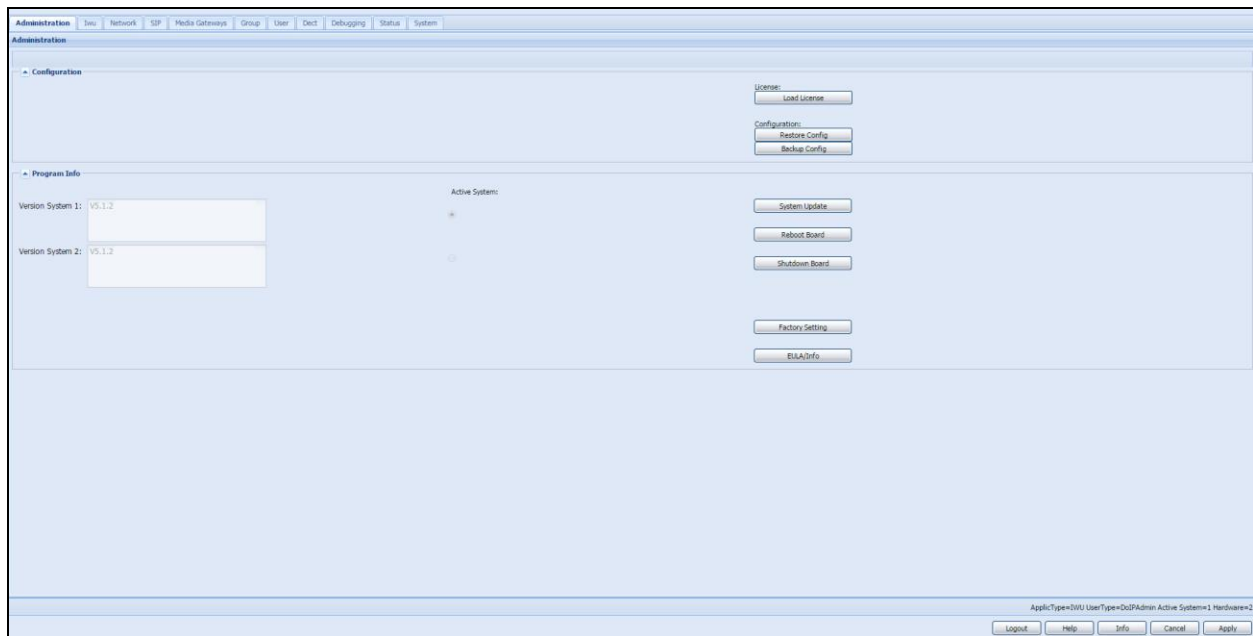 Administration Iwu Network SIP Media Gateways Group User Dect Debugging Status System
Administration
Configuration
License:
Load License
Configuration:
Restore Config
Backup Config
Program Info
Active System:
Version System 1: V5.1.2
System Update
Reboot Board
Version System 2: V5.1.2
Shutdown Board
Factory Setting
EULA/Info
ApplicType=IWU UserType=DoIPAdmin Active System=1 Hardware=2
Logout Help Info Cancel Apply